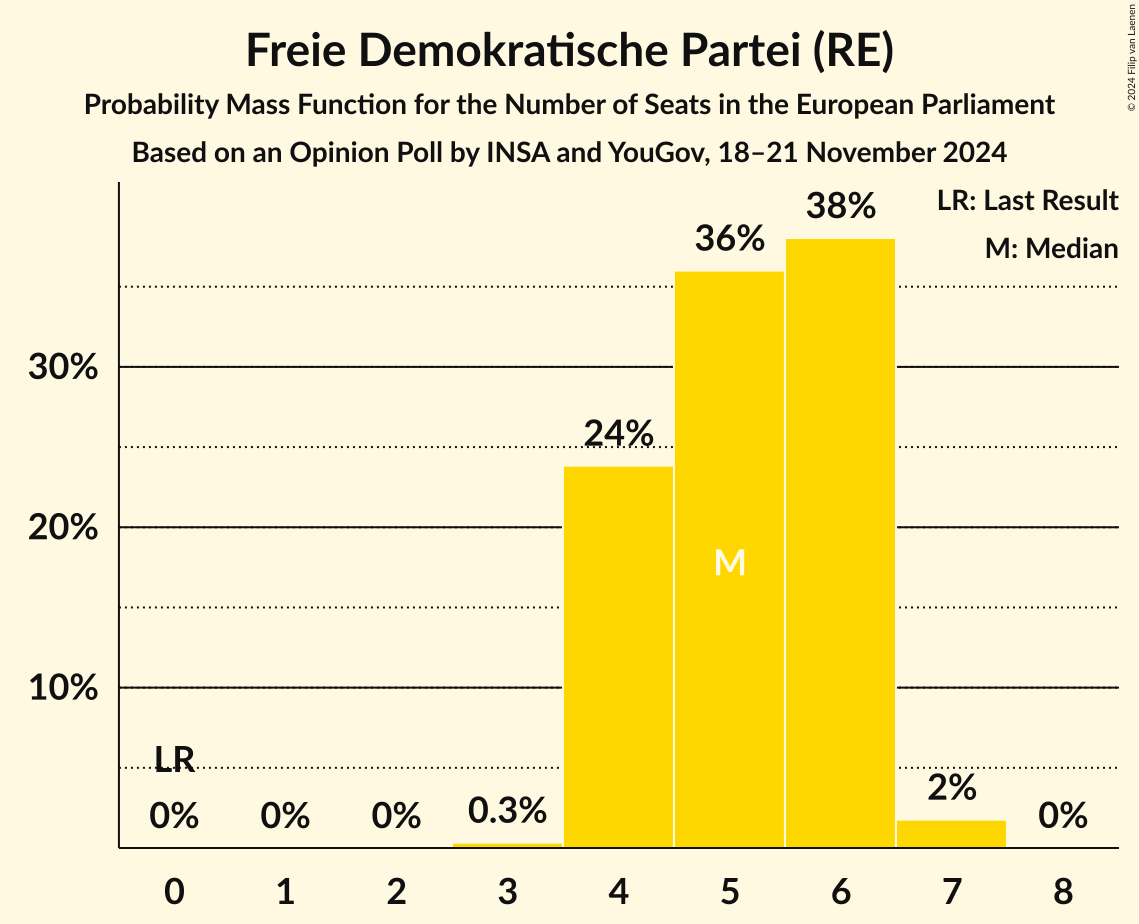 Freie Demokratische Partei (RE)
Probability Mass Function for the Number of Seats in the European Parliament
Based on an Opinion Poll by INSA and YouGov, 18–21 November 2024
© 2024 Filip van Laenen
LR: Last Result
M: Median
38%
36%
30%
24%
20%
M
10%
LR
0%
0%
0%
0.3%
2%
0%
0 1 2 3 4 5 6 7 8